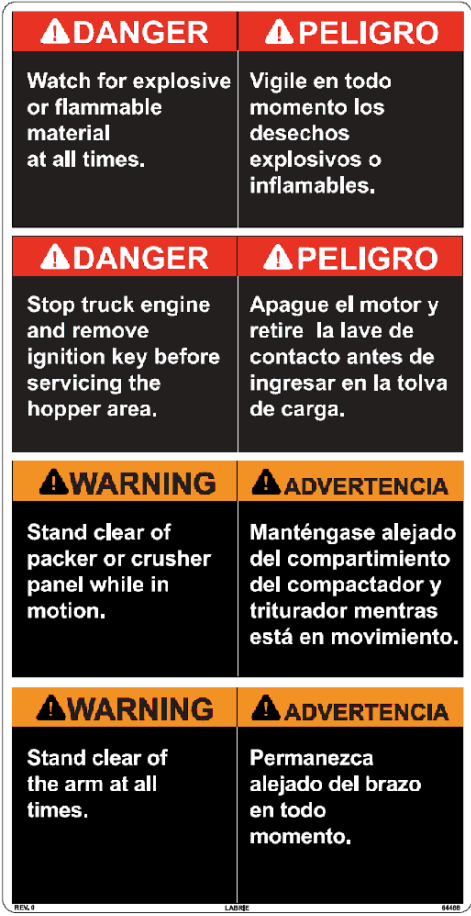 DANGER
Watch for explosive
or flammable
material
at all times.
PELIGRO
Vigile en todo
momento los
desechos
explosivos o
inflamables.
DANGER
Stop truck engine
and remove
ignition key before
servicing the
hopper area.
PELIGRO
Apague el motor y
retire la lave de
contacto antes de
ingresar en la tolva
de carga.
WARNING
Stand clear of
packer or crusher
panel while in
motion.
ADVERTENCIA
Manténgase alejado
del compartimiento
del compactador y
triturador mentras
está en movimiento.
WARNING
Stand clear of
the arm at all
times.
ADVERTENCIA
Permanezca
alejado del brazo
en todo
momento.
REV. 0 LABRIE